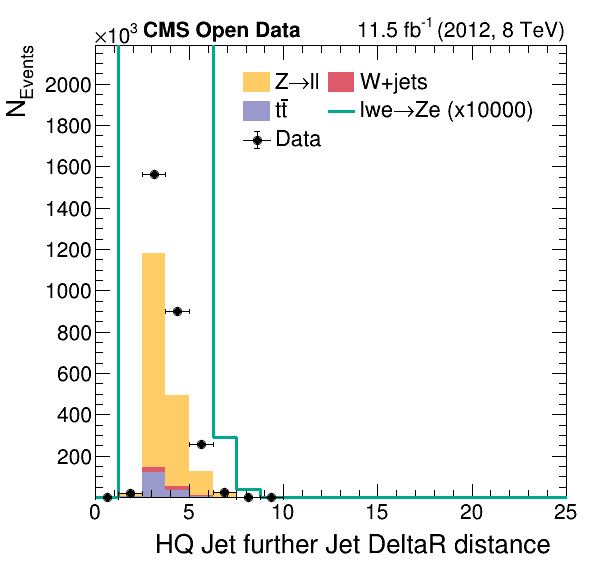 ×10³ CMS Open Data 11.5 fb⁻¹ (2012, 8 TeV)
N_Events
Z→ll W+jets
tt̄ lwe→Ze (x10000)
Data
2000
1800
1600
1400
1200
1000
800
600
400
200
0 5 10 15 20 25
HQ Jet further Jet DeltaR distance